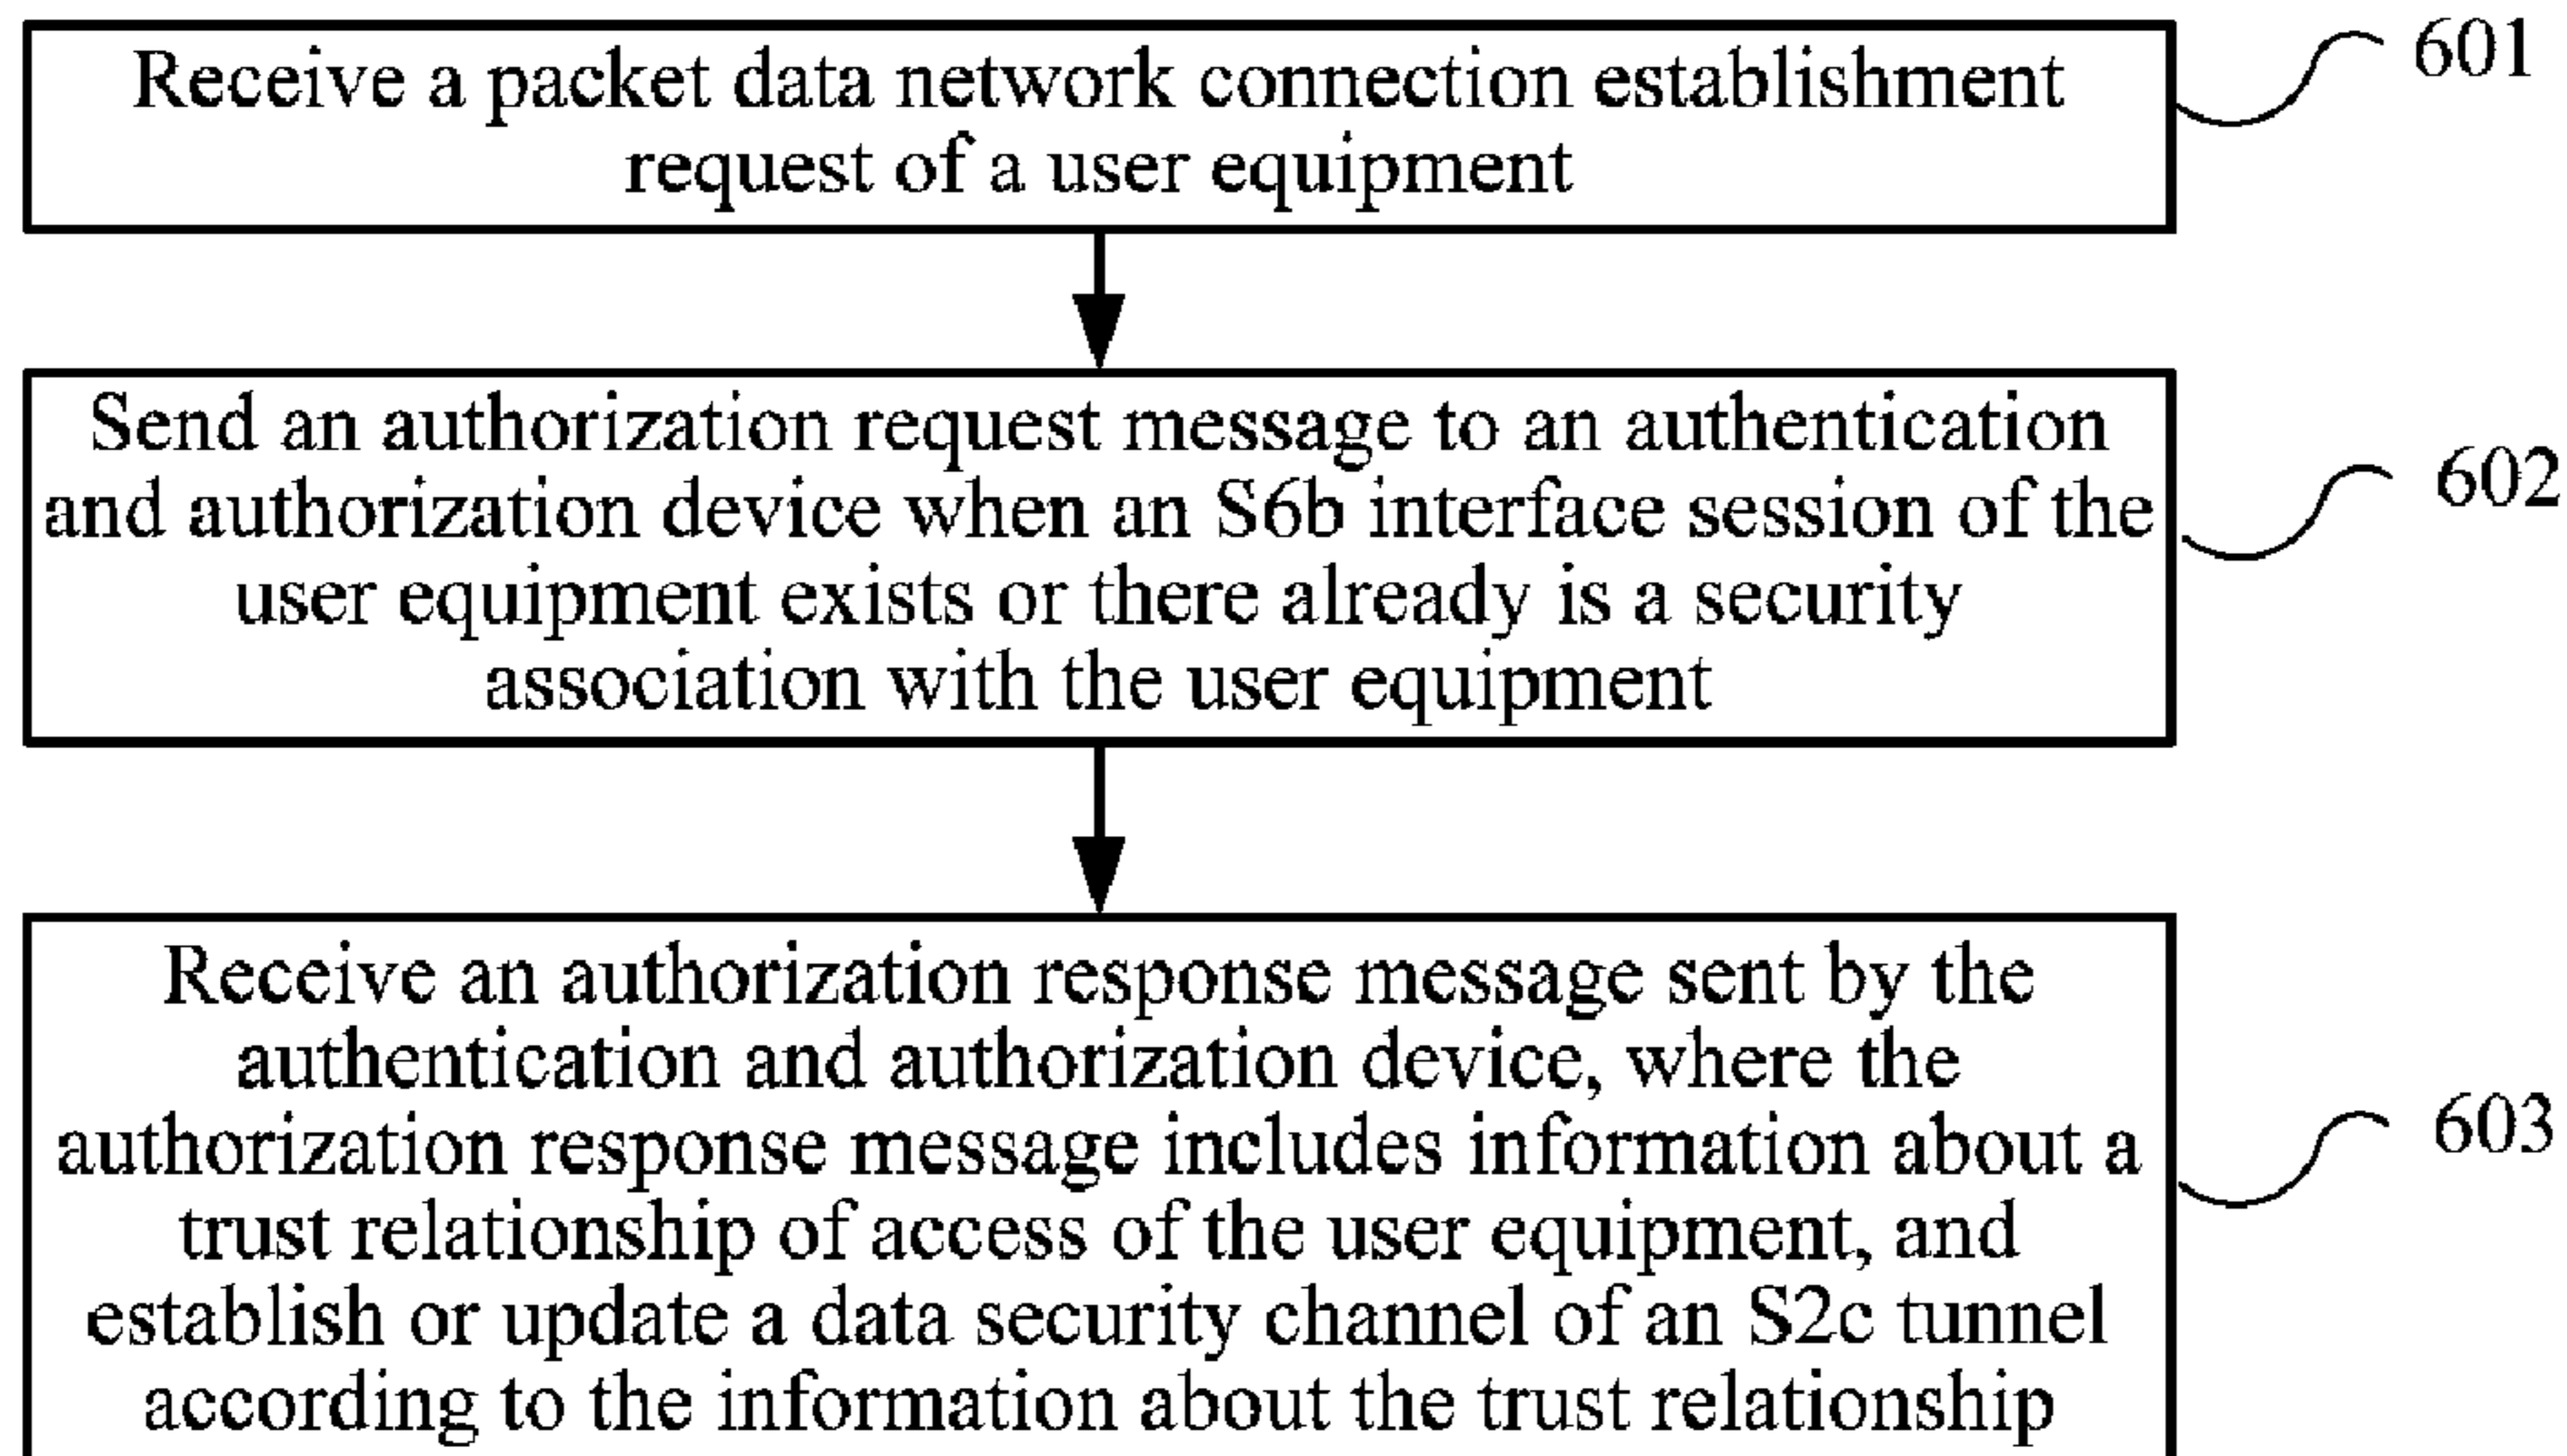 Receive a packet data network connection establishment
request of a user equipment
601
Send an authorization request message to an authentication
and authorization device when an S6b interface session of the
user equipment exists or there already is a security
association with the user equipment
602
Receive an authorization response message sent by the
authentication and authorization device, where the
authorization response message includes information about a
trust relationship of access of the user equipment, and
establish or update a data security channel of an S2c tunnel
according to the information about the trust relationship
603